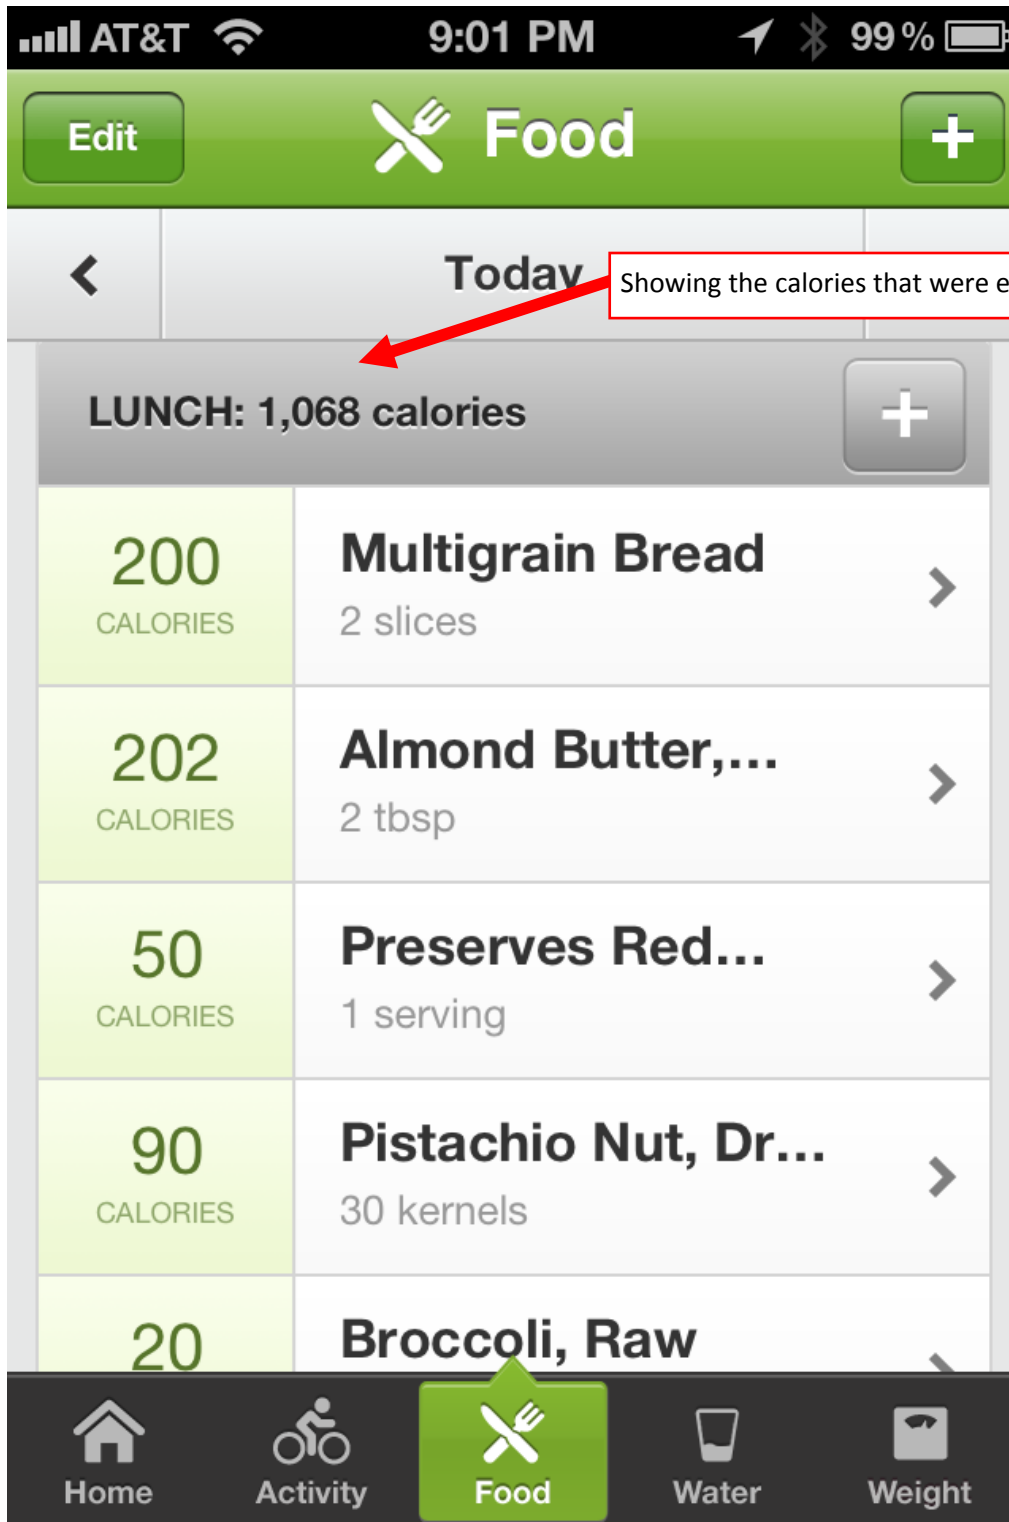 AT&T 9:01 PM 99%
Edit Food +
Today
Showing the calories that were
LUNCH: 1,068 calories +
200 Multigrain Bread
CALORIES 2 slices
202 Almond Butter,...
CALORIES 2 tbsp
50 Preserves Red...
CALORIES 1 serving
90 Pistachio Nut, Dr...
CALORIES 30 kernels
20 Broccoli, Raw
Home Activity Food Water Weight